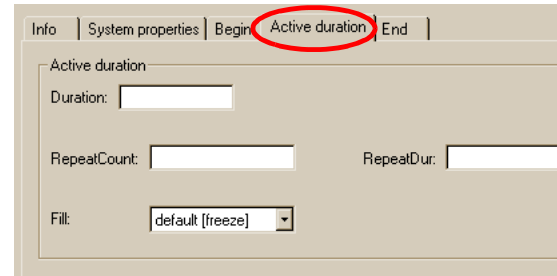 Info System properties Begin Active duration End
Active duration
Duration:
RepeatCount: RepeatDur:
Fill: default [freeze]